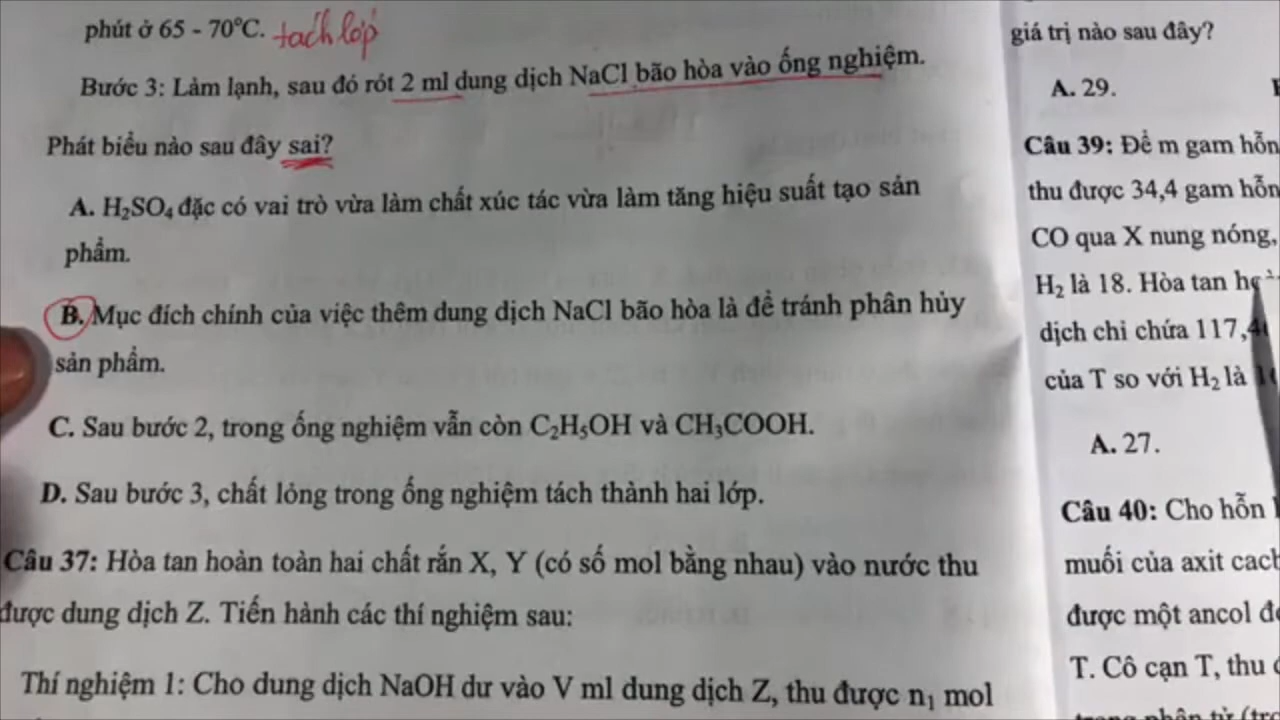 phút ở 65 - 70°C. tách lớp
Bước 3: Làm lạnh, sau đó rót 2 ml dung dịch NaCl bão hòa vào ống nghiệm.
Phát biểu nào sau đây sai?
A. H₂SO₄ đặc có vai trò vừa làm chất xúc tác vừa làm tăng hiệu suất tạo sản
phẩm.
B. Mục đích chính của việc thêm dung dịch NaCl bão hòa là để tránh phân hủy
sản phẩm.
C. Sau bước 2, trong ống nghiệm vẫn còn C₂H₅OH và CH₃COOH.
D. Sau bước 3, chất lỏng trong ống nghiệm tách thành hai lớp.
Câu 37: Hòa tan hoàn toàn hai chất rắn X, Y (có số mol bằng nhau) vào nước thu
được dung dịch Z. Tiến hành các thí nghiệm sau:
Thí nghiệm 1: Cho dung dịch NaOH dư vào V ml dung dịch Z, thu được n₁ mol
giá trị nào sau đây?
A. 29.
Câu 39: Để m gam hỗn
thu được 34,4 gam hỗn
CO qua X nung nóng,
H₂ là 18. Hòa tan
dịch chỉ chứa 117,4
của T so với H₂ là
A. 27.
Câu 40: Cho hỗn
muối của axit
được một ancol
T. Cô cạn T, thu
phân tử